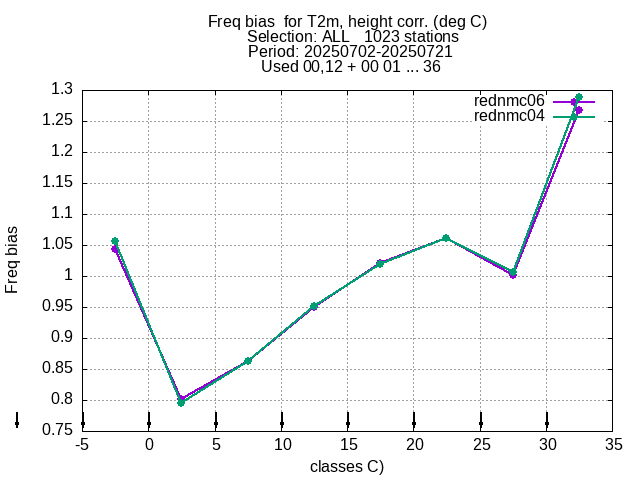 Freq bias  for T2m, height corr. (deg C)
Selection: ALL   1023 stations
Period: 20250702-20250721
Used 00,12 + 00 01 ... 36
rednmc06
rednmc04
1.3
1.25
1.2
1.15
1.1
1.05
1
0.95
0.9
0.85
0.8
0.75
Freq bias
-5 0 5 10 15 20 25 30 35
classes C)